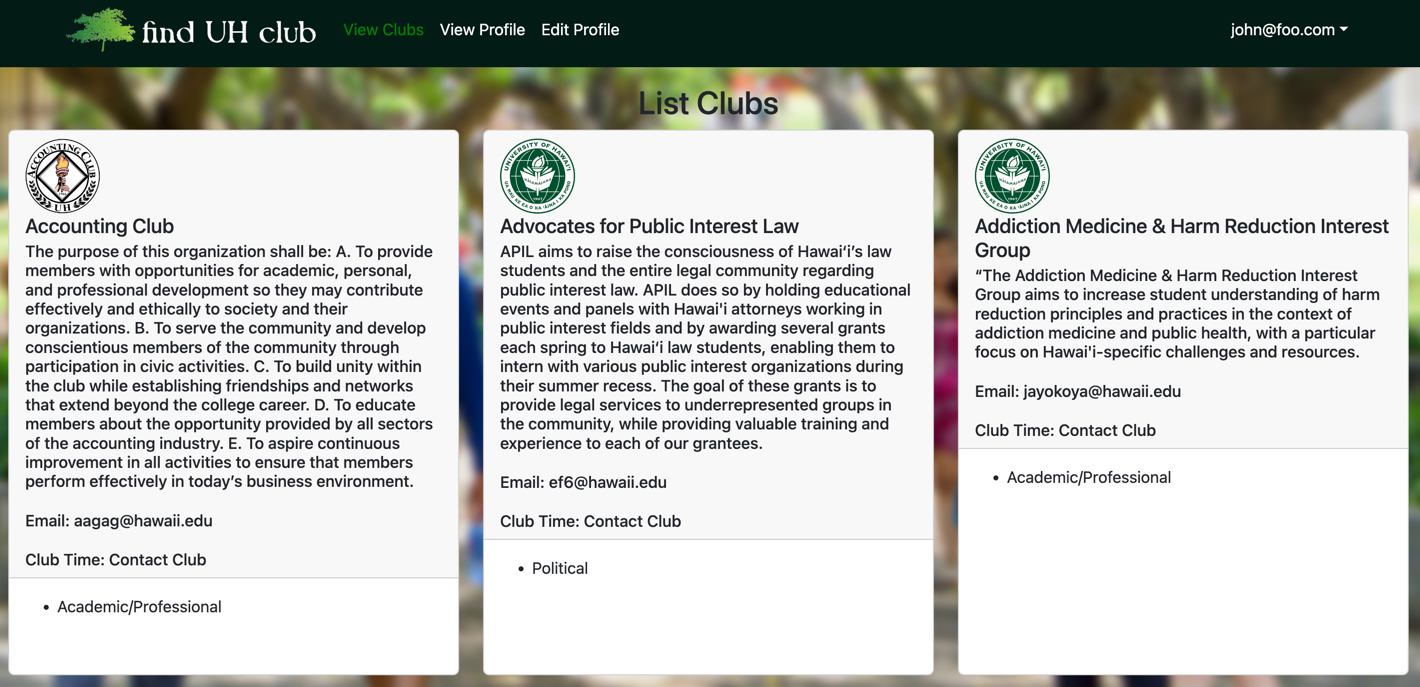 find UH club
View Clubs
View Profile
Edit Profile
john@foo.com
List Clubs
ACCOUNTING CLUB
UH
Accounting Club
The purpose of this organization shall be: A. To provide
members with opportunities for academic, personal,
and professional development so they may contribute
effectively and ethically to society and their
organizations. B. To serve the community and develop
conscientious members of the community through
participation in civic activities. C. To build unity within
the club while establishing friendships and networks
that extend beyond the college career. D. To educate
members about the opportunity provided by all sectors
of the accounting industry. E. To aspire continuous
improvement in all activities to ensure that members
perform effectively in today’s business environment.
Email: aagag@hawaii.edu
Club Time: Contact Club
• Academic/Professional
UNIVERSITY OF HAWAIʻI
1907
Advocates for Public Interest Law
APIL aims to raise the consciousness of Hawaiʻi’s law
students and the entire legal community regarding
public interest law. APIL does so by holding educational
events and panels with Hawai'i attorneys working in
public interest fields and by awarding several grants
each spring to Hawaiʻi law students, enabling them to
intern with various public interest organizations during
their summer recess. The goal of these grants is to
provide legal services to underrepresented groups in
the community, while providing valuable training and
experience to each of our grantees.
Email: ef6@hawaii.edu
Club Time: Contact Club
• Political
UNIVERSITY OF HAWAIʻI
1907
Addiction Medicine & Harm Reduction Interest
Group
“The Addiction Medicine & Harm Reduction Interest
Group aims to increase student understanding of harm
reduction principles and practices in the context of
addiction medicine and public health, with a particular
focus on Hawai'i-specific challenges and resources.
Email: jayokoya@hawaii.edu
Club Time: Contact Club
• Academic/Professional